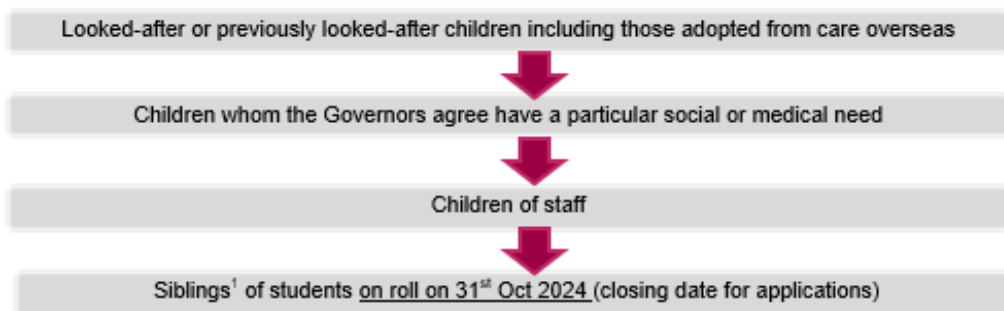 Looked-after or previously looked-after children including those adopted from care overseas
Children whom the Governors agree have a particular social or medical need
Children of staff
Siblings¹ of students on roll on 31ˢᵗ Oct 2024 (closing date for applications)